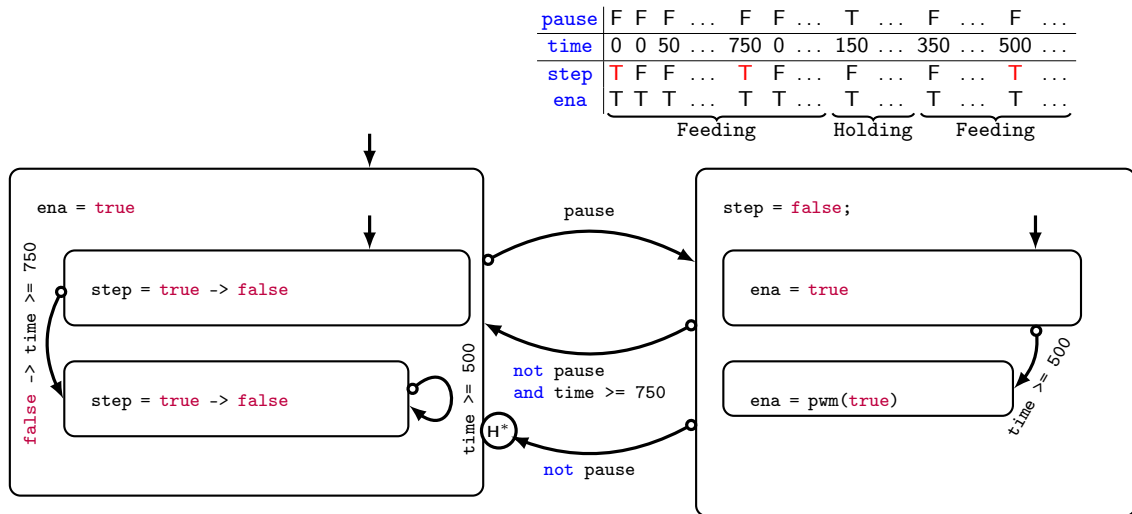 pause F F F ... F F ... T ... F ... F ...
time 0 0 50 ... 750 0 ... 150 ... 350 ... 500 ...
step T F F ... T F ... F ... F ... T ...
ena T T T ... T T ... T ... T ... T ...
Feeding Holding Feeding
ena = true
false -> time >= 750
step = true -> false
step = true -> false
time >= 500
pause
not pause
and time >= 750
H*
not pause
step = false;
ena = true
ena = pwm(true)
time >= 500